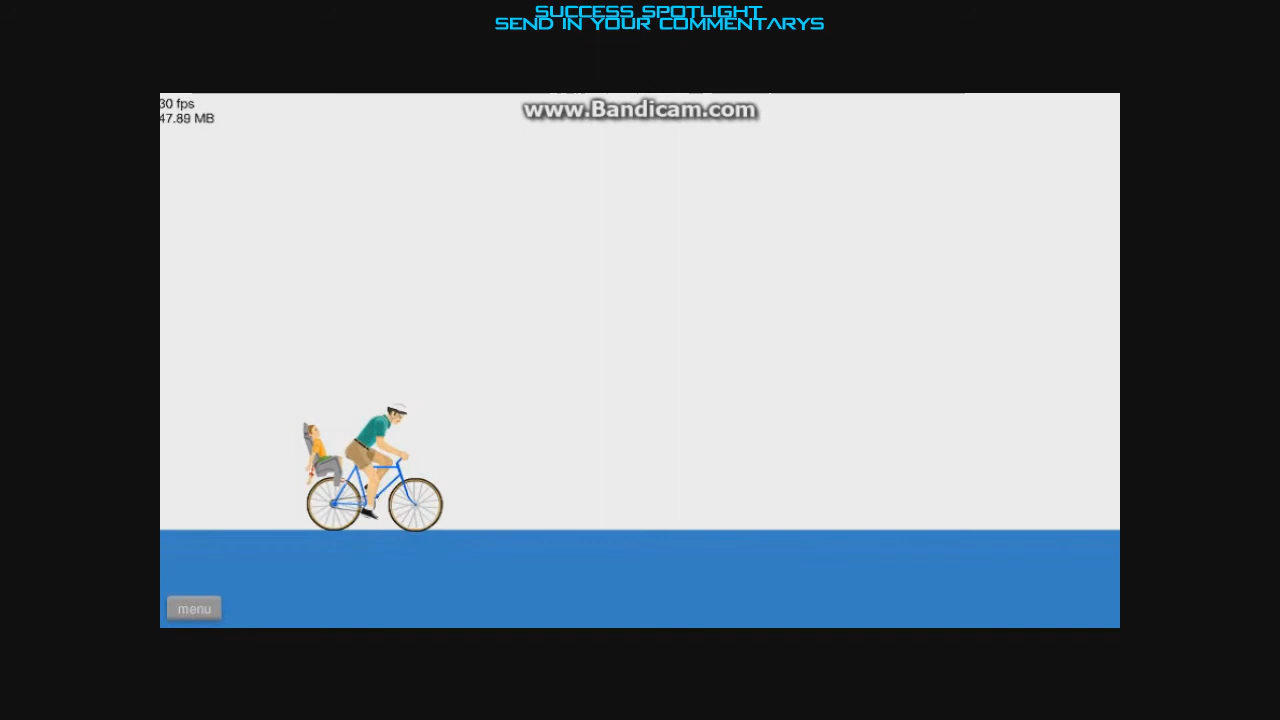 SUCCESS SPOTLIGHT
SEND IN YOUR COMMENTARYS
www.Bandicam.com
30 fps
47.89 MB
menu